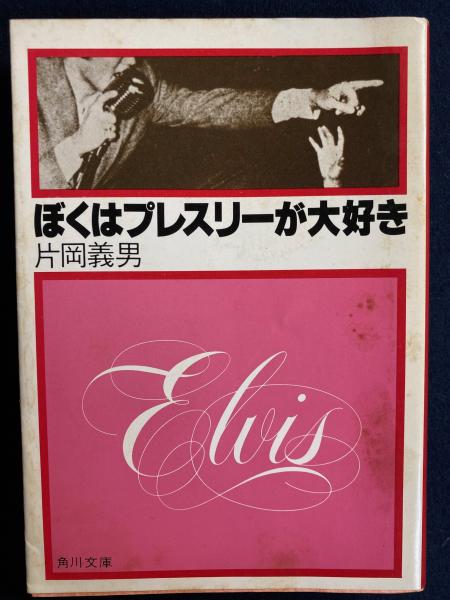 ぼくはプレスリーが大好き
片岡義男
Elvis
角川文庫